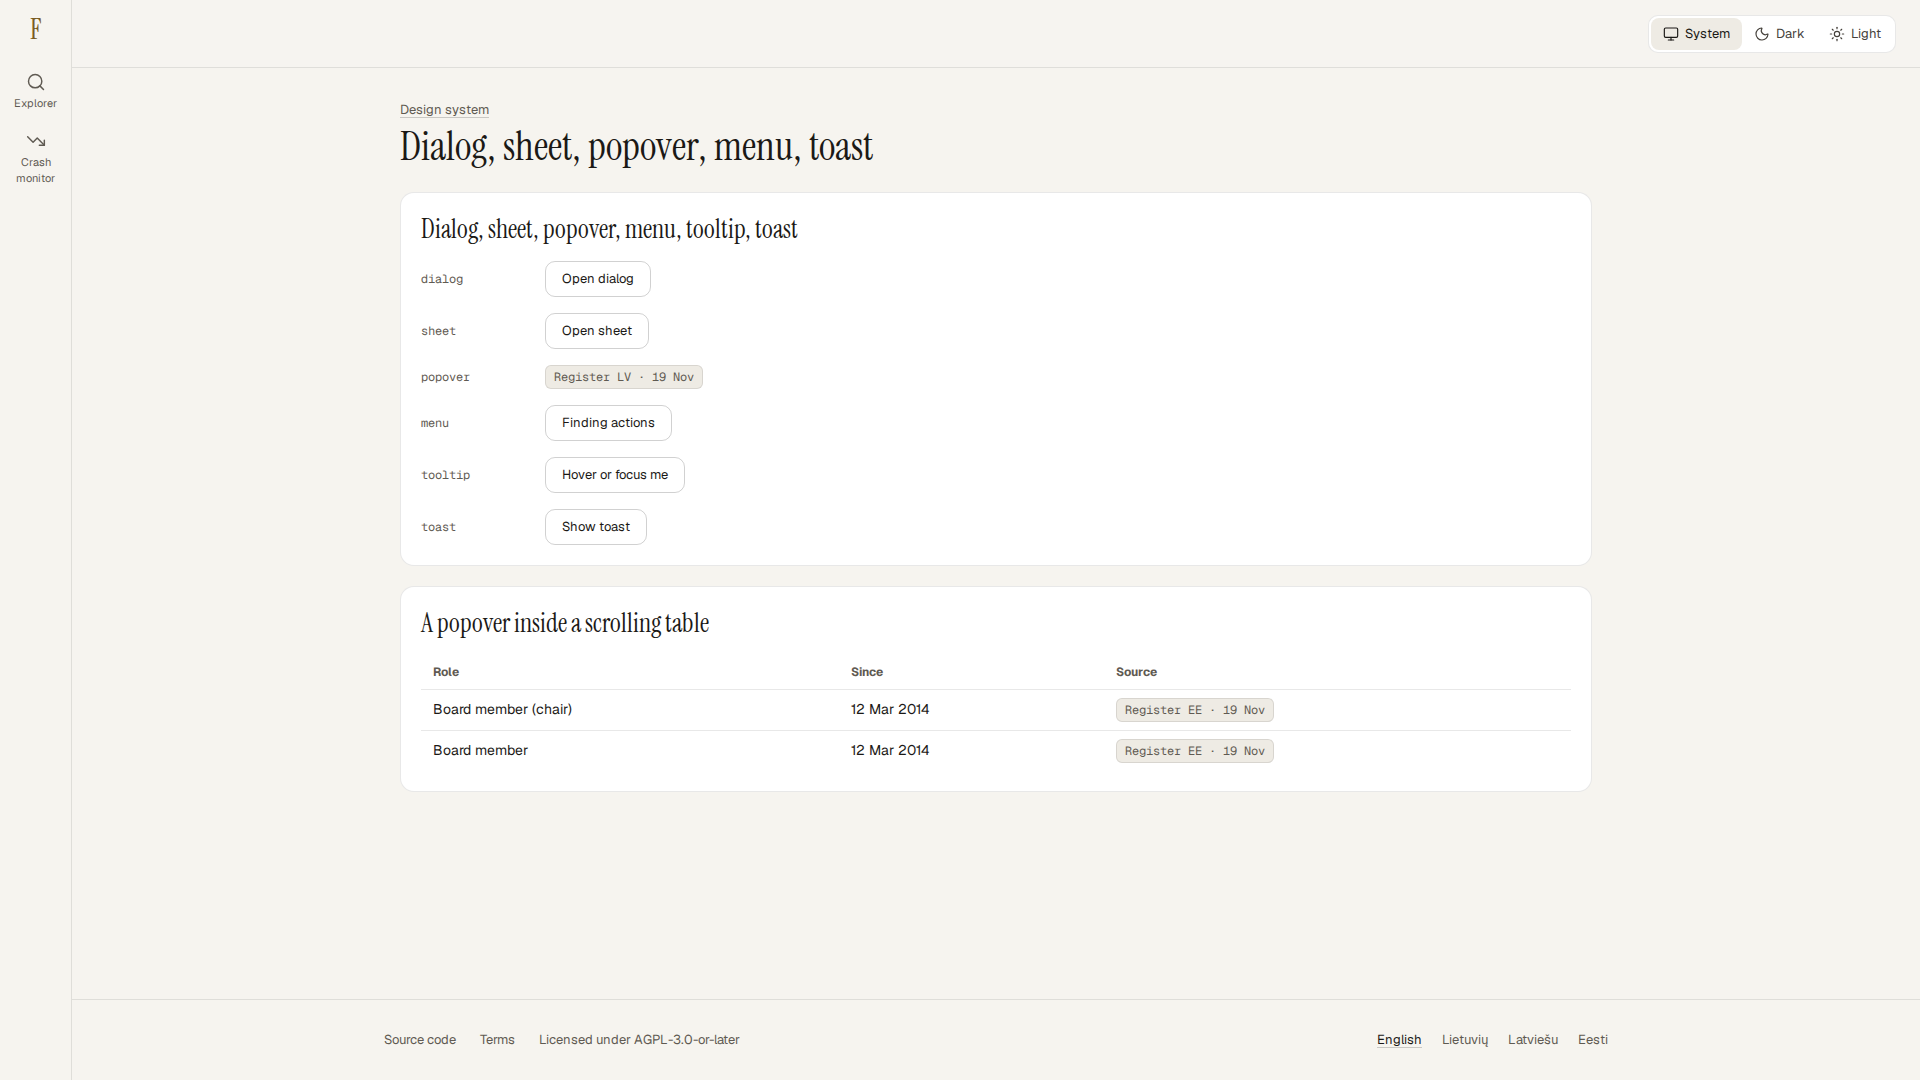 F
System
Dark
Light
Explorer
Crash
monitor
Design system
Dialog, sheet, popover, menu, toast
Dialog, sheet, popover, menu, tooltip, toast
dialog
Open dialog
sheet
Open sheet
popover
Register LV · 19 Nov
menu
Finding actions
tooltip
Hover or focus me
toast
Show toast
A popover inside a scrolling table
Role Since Source
Board member (chair) 12 Mar 2014 Register EE · 19 Nov
Board member 12 Mar 2014 Register EE · 19 Nov
Source code Terms Licensed under AGPL-3.0-or-later
English Lietuvių Latviešu Eesti